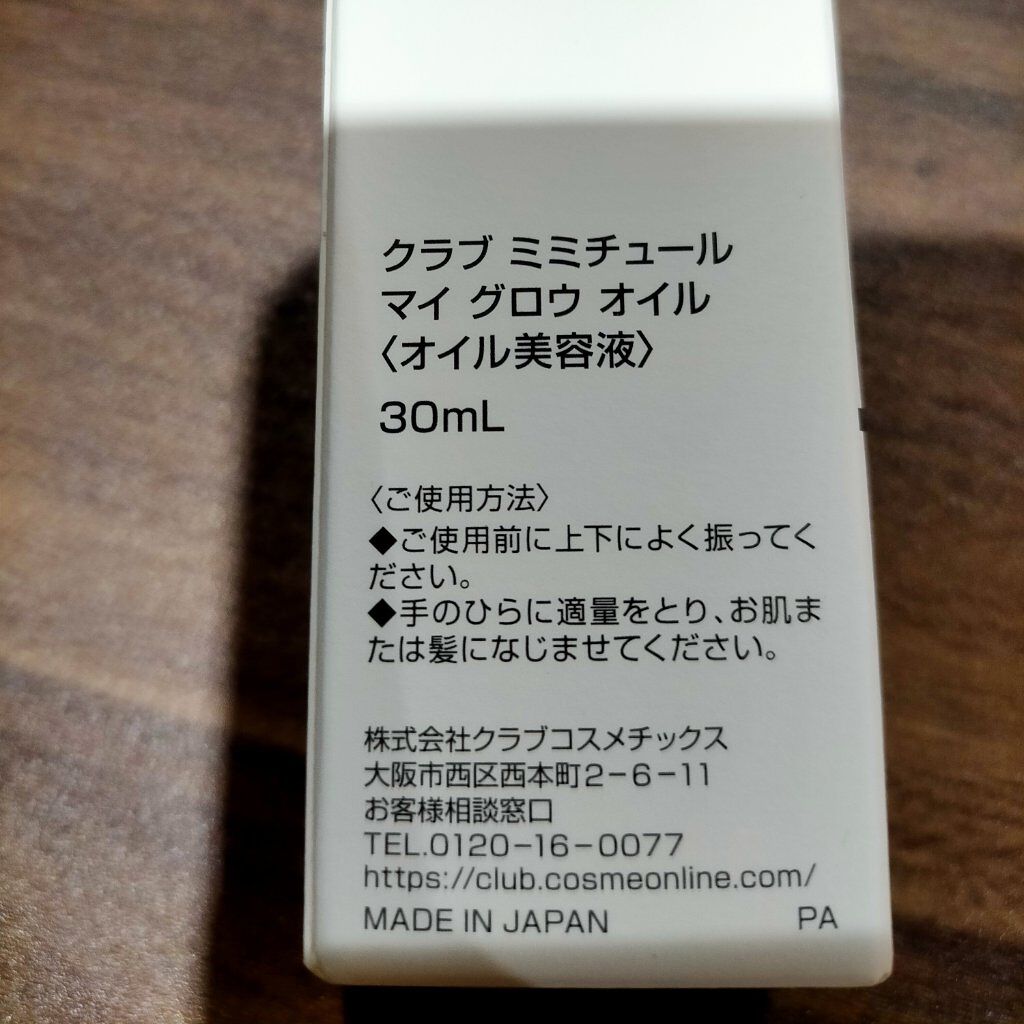 クラブ ミミチュール
マイ グロウ オイル
〈オイル美容液〉
30mL
〈ご使用方法〉
◆ご使用前に上下によく振ってく
ださい。
◆手のひらに適量をとり、お肌ま
たは髪になじませてください。
株式会社クラブコスメチックス
大阪市西区西本町2-6-11
お客様相談窓口
TEL.0120-16-0077
https://club.cosmeonline.com/
MADE IN JAPAN PA